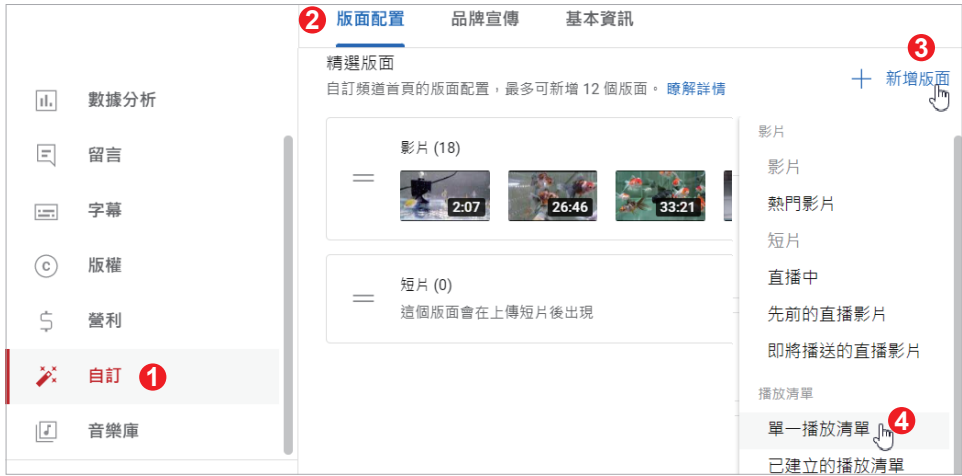 數據分析
留言
字幕
版權
營利
自訂 1
音樂庫
2 版面配置 品牌宣傳 基本資訊
精選版面
自訂頻道首頁的版面配置，最多可新增 12 個版面。 瞭解詳情
3
新增版面
影片 (18)
2:07 26:46 33:21
短片 (0)
這個版面會在上傳短片後出現
影片
影片
熱門影片
短片
直播中
先前的直播影片
即將播送的直播影片
播放清單
單一播放清單 4
已建立的播放清單